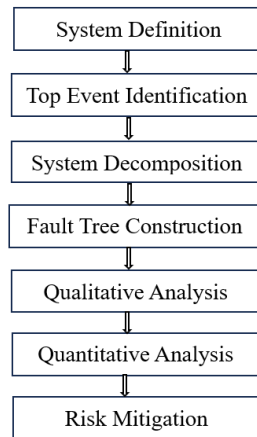 System Definition
Top Event Identification
System Decomposition
Fault Tree Construction
Qualitative Analysis
Quantitative Analysis
Risk Mitigation